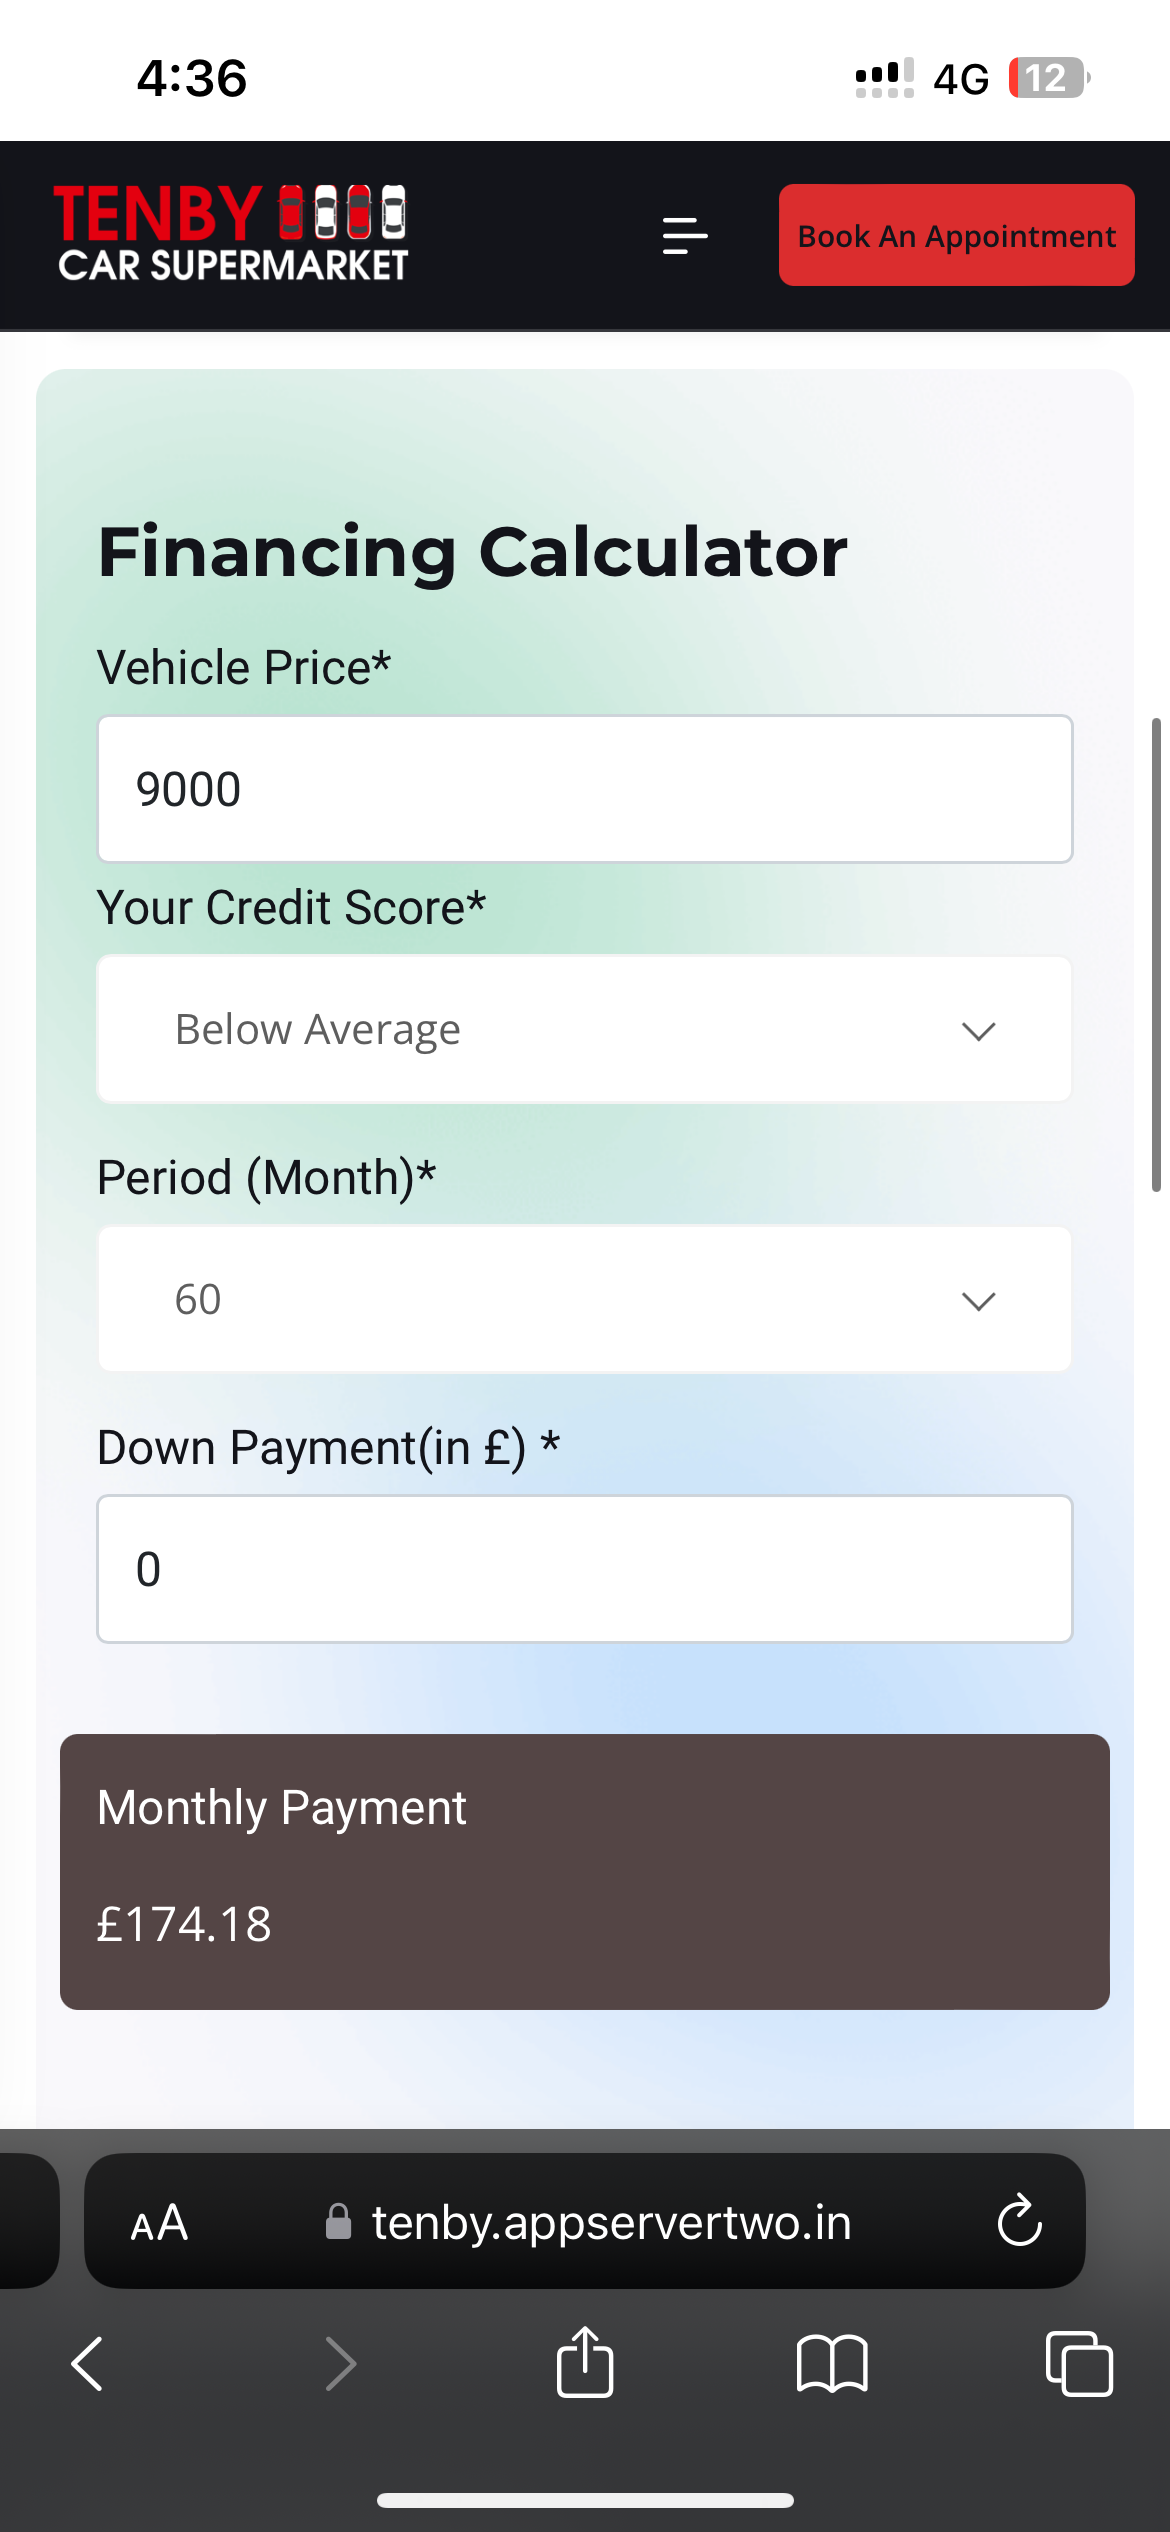 4:36
4G 12
TENBY
CAR SUPERMARKET
Book An Appointment
Financing Calculator
Vehicle Price*
9000
Your Credit Score*
Below Average
Period (Month)*
60
Down Payment(in £) *
0
Monthly Payment
£174.18
AA tenby.appservertwo.in